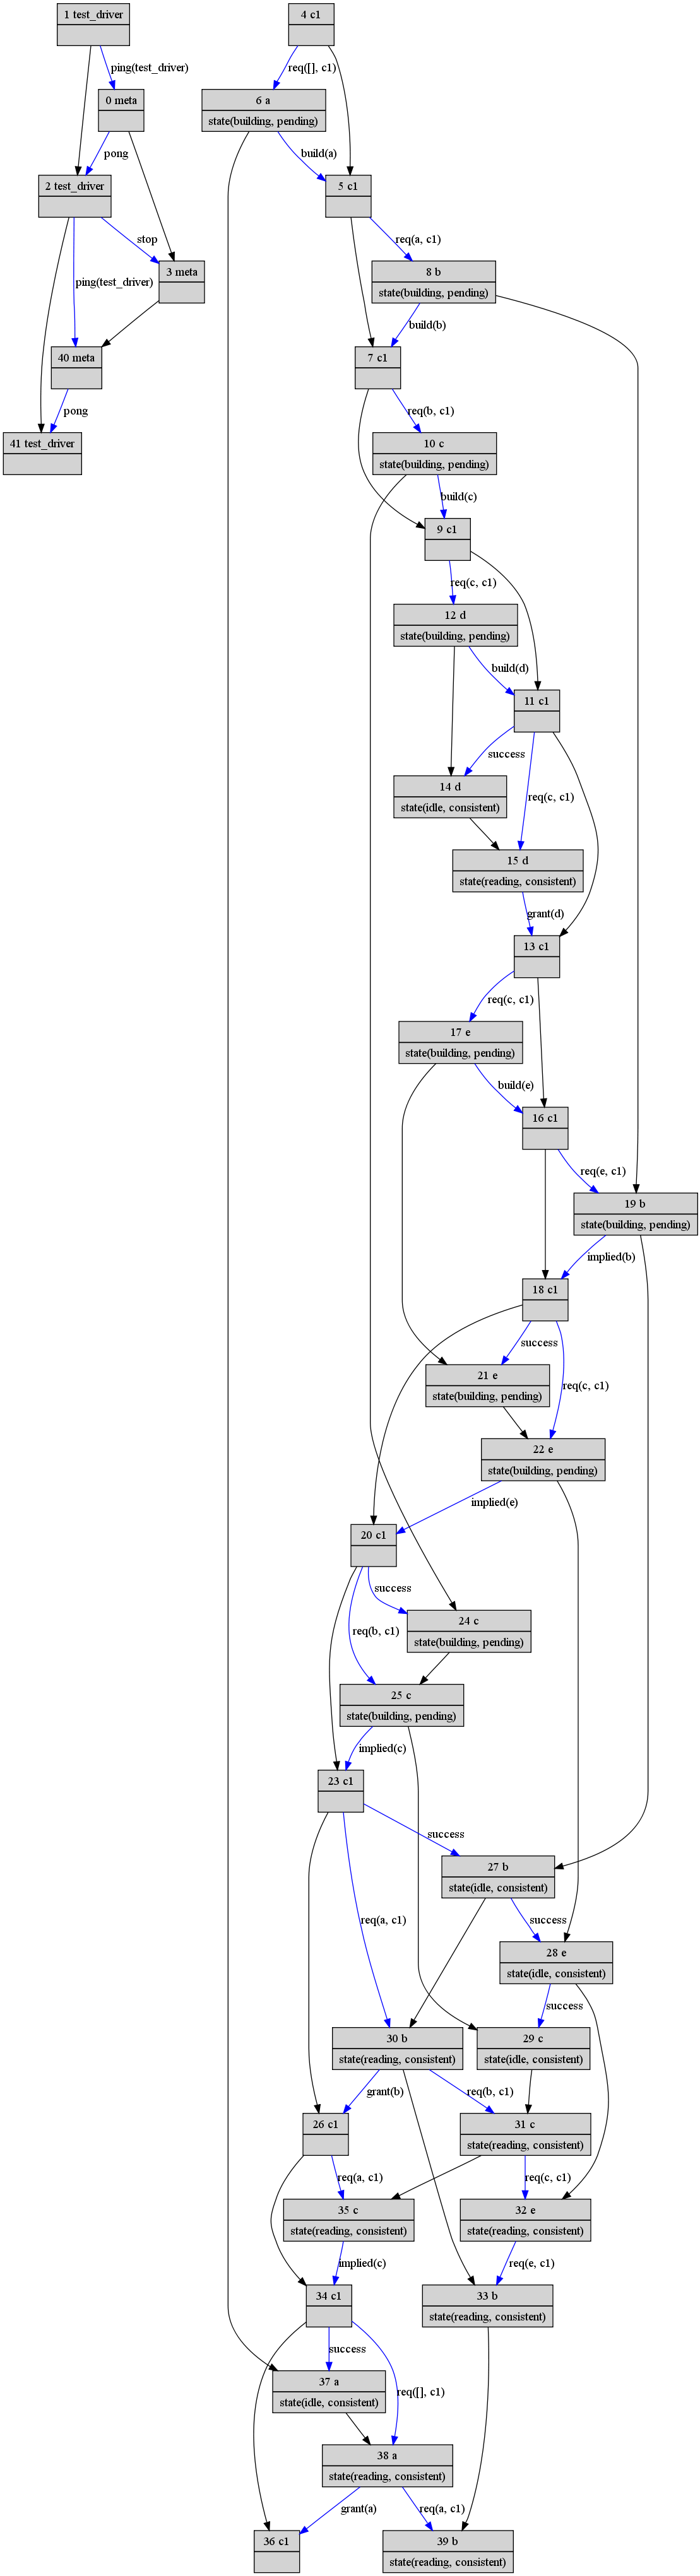 1 test_driver
4 c1
ping(test_driver)
req([], c1)
0 meta
6 a
state(building, pending)
pong
build(a)
2 test_driver
5 c1
stop
req(a, c1)
3 meta
8 b
state(building, pending)
ping(test_driver)
build(b)
40 meta
7 c1
pong
req(b, c1)
41 test_driver
10 c
state(building, pending)
build(c)
9 c1
req(c, c1)
12 d
state(building, pending)
build(d)
11 c1
success
14 d
state(idle, consistent)
req(c, c1)
15 d
state(reading, consistent)
grant(d)
13 c1
req(c, c1)
17 e
state(building, pending)
build(e)
16 c1
req(e, c1)
19 b
state(building, pending)
implied(b)
18 c1
success
21 e
state(building, pending)
req(c, c1)
22 e
state(building, pending)
implied(e)
20 c1
success
24 c
state(building, pending)
req(b, c1)
25 c
state(building, pending)
implied(c)
23 c1
success
27 b
state(idle, consistent)
req(a, c1)
success
28 e
state(idle, consistent)
success
30 b
state(reading, consistent)
29 c
state(idle, consistent)
grant(b)
req(b, c1)
26 c1
31 c
state(reading, consistent)
req(a, c1)
req(c, c1)
35 c
state(reading, consistent)
32 e
state(reading, consistent)
implied(c)
req(e, c1)
34 c1
33 b
state(reading, consistent)
success
37 a
state(idle, consistent)
req([], c1)
38 a
state(reading, consistent)
grant(a)
req(a, c1)
36 c1
39 b
state(reading, consistent)